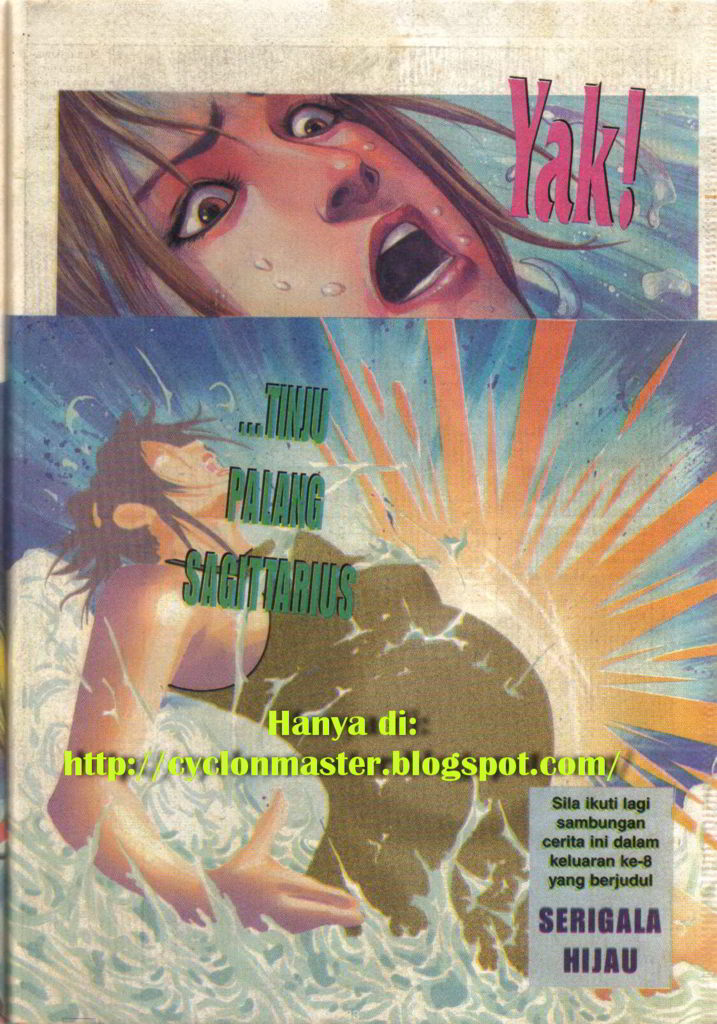 Yak!
...TINJU
PALANG
SAGITTARIUS
Hanya di:
http://cyclonmaster.blogspot.com/
Sila ikuti lagi
sambungan
cerita ini dalam
keluaran ke-8
yang berjudul
SERIGALA
HIJAU